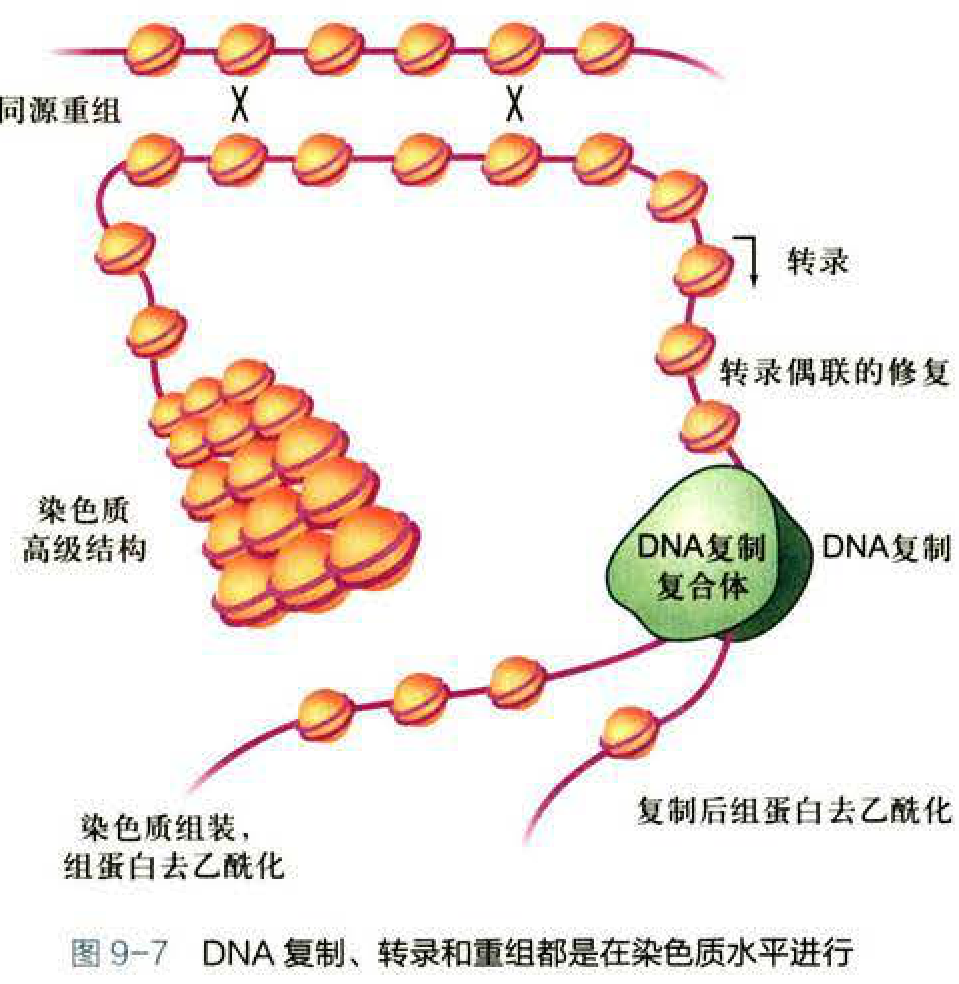 同源重组
X X
转录
转录偶联的修复
染色质
高级结构
DNA复制
复合体
DNA复制
复制后组蛋白去乙酰化
染色质组装，
组蛋白去乙酰化
图 9-7 DNA 复制、转录和重组都是在染色质水平进行